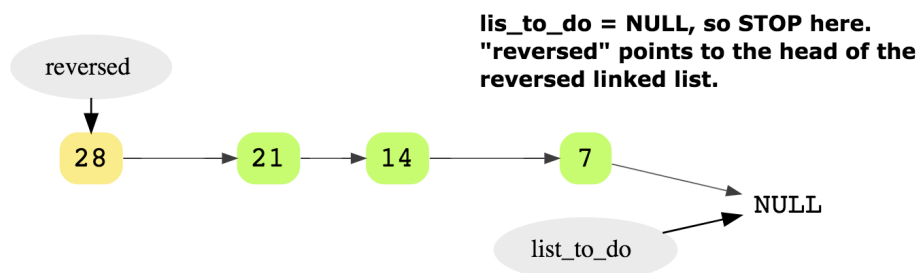 lis_to_do = NULL, so STOP here.
"reversed" points to the head of the
reversed linked list.
reversed
28
21
14
7
NULL
list_to_do